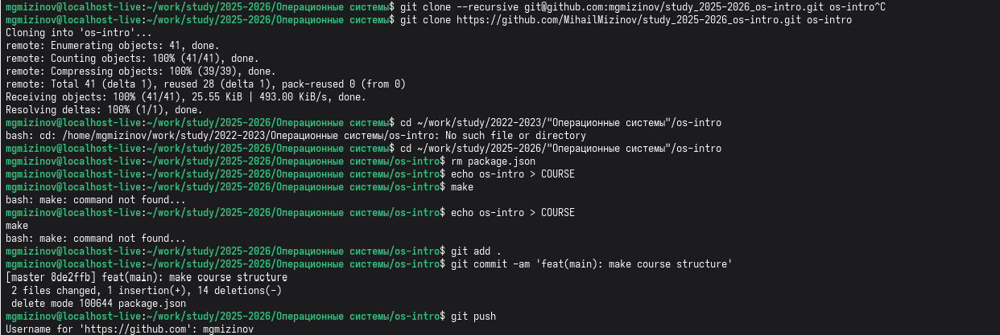 mgmizinov@localhost-live:~/work/study/2025-2026/Операционные системы$ git clone --recursive git@github.com:mgmizinov/study_2025-2026_os-intro.git os-intro^C
mgmizinov@localhost-live:~/work/study/2025-2026/Операционные системы$ git clone https://github.com/MihailMizinov/study_2025-2026_os-intro.git os-intro
Cloning into 'os-intro'...
remote: Enumerating objects: 41, done.
remote: Counting objects: 100% (41/41), done.
remote: Compressing objects: 100% (39/39), done.
remote: Total 41 (delta 1), reused 28 (delta 1), pack-reused 0 (from 0)
Receiving objects: 100% (41/41), 25.55 KiB | 493.00 KiB/s, done.
Resolving deltas: 100% (1/1), done.
mgmizinov@localhost-live:~/work/study/2025-2026/Операционные системы$ cd ~/work/study/2022-2023/"Операционные системы"/os-intro
bash: cd: /home/mgmizinov/work/study/2022-2023/Операционные системы/os-intro: No such file or directory
mgmizinov@localhost-live:~/work/study/2025-2026/Операционные системы$ cd ~/work/study/2025-2026/"Операционные системы"/os-intro
mgmizinov@localhost-live:~/work/study/2025-2026/Операционные системы/os-intro$ rm package.json
mgmizinov@localhost-live:~/work/study/2025-2026/Операционные системы/os-intro$ echo os-intro > COURSE
mgmizinov@localhost-live:~/work/study/2025-2026/Операционные системы/os-intro$ make
bash: make: command not found...
mgmizinov@localhost-live:~/work/study/2025-2026/Операционные системы/os-intro$ echo os-intro > COURSE
make
bash: make: command not found...
mgmizinov@localhost-live:~/work/study/2025-2026/Операционные системы/os-intro$ git add .
mgmizinov@localhost-live:~/work/study/2025-2026/Операционные системы/os-intro$ git commit -am 'feat(main): make course structure'
[master 8de2ffb] feat(main): make course structure
 2 files changed, 1 insertion(+), 14 deletions(-)
 delete mode 100644 package.json
mgmizinov@localhost-live:~/work/study/2025-2026/Операционные системы/os-intro$ git push
Username for 'https://github.com': mgmizinov